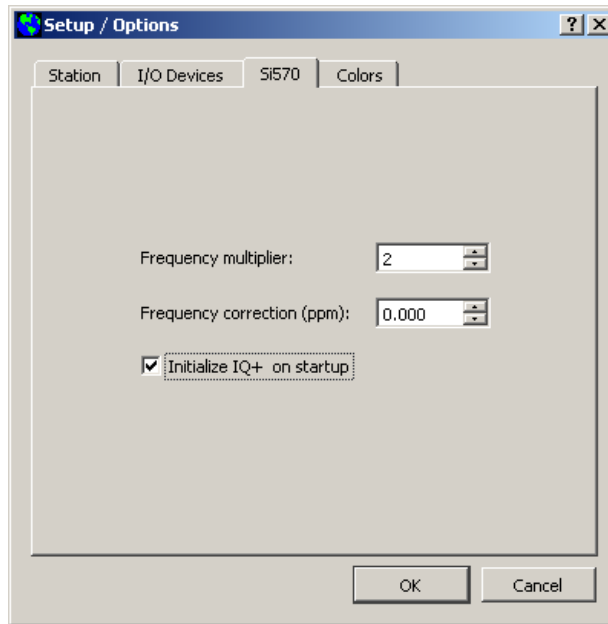 Setup / Options
Station I/O Devices Si570 Colors
Frequency multiplier: 2
Frequency correction (ppm): 0.000
Initialize IQ+ on startup
OK Cancel